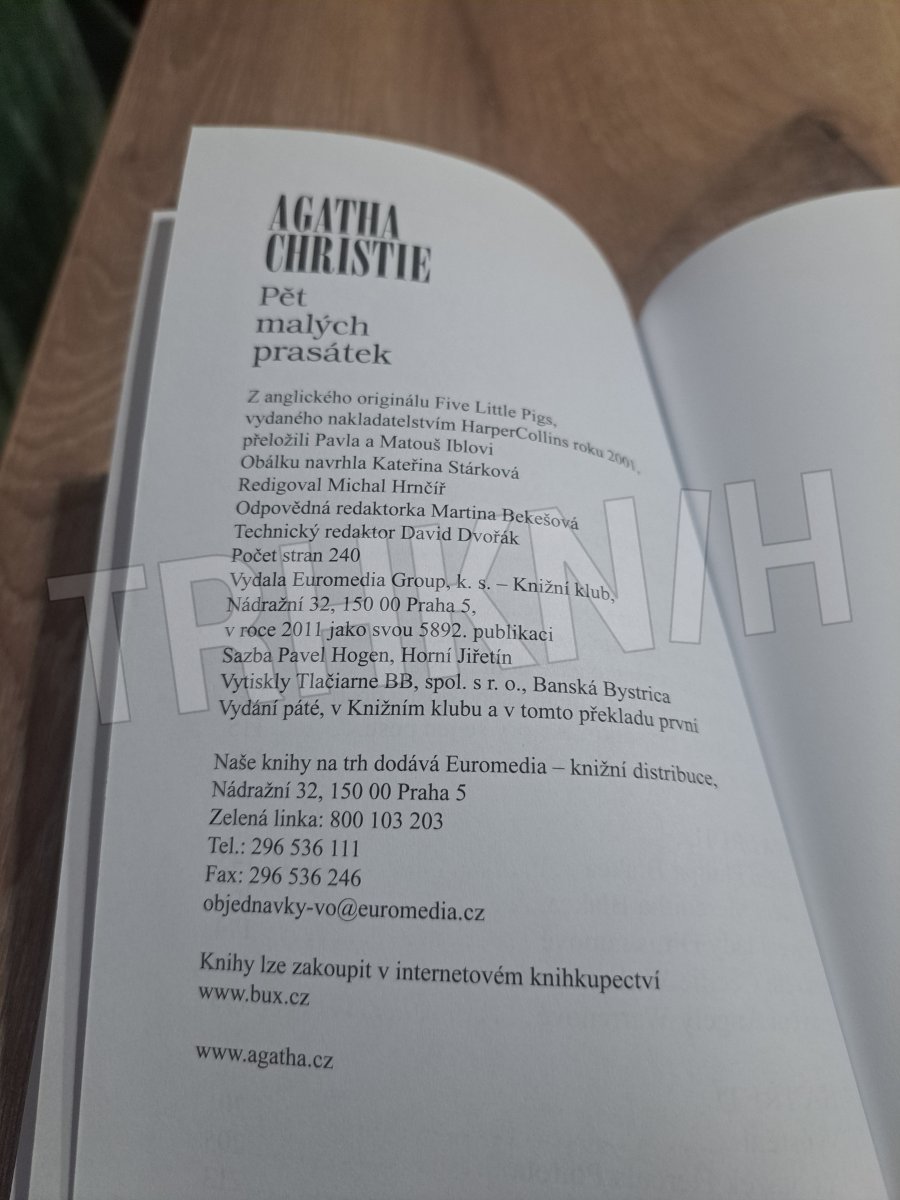 AGATHA
CHRISTIE
Pět
malých
prasátek
Z anglického originálu Five Little Pigs,
vydaného nakladatelstvím HarperCollins roku 2001,
přeložili Pavla a Matouš Iblovi
Obálku navrhla Kateřina Stárková
Redigoval Michal Hrnčíř
Odpovědná redaktorka Martina Bekešová
Technický redaktor David Dvořák
Počet stran 240
Vydala Euromedia Group, k. s. – Knižní klub,
Nádražní 32, 150 00 Praha 5,
v roce 2011 jako svou 5892. publikaci
Sazba Pavel Hogen, Horní Jiřetín
Vytiskly Tlačiarne BB, spol. s r. o., Banská Bystrica
Vydání páté, v Knižním klubu a v tomto překladu první
Naše knihy na trh dodává Euromedia – knižní distribuce,
Nádražní 32, 150 00 Praha 5
Zelená linka: 800 103 203
Tel.: 296 536 111
Fax: 296 536 246
objednavky-vo@euromedia.cz
Knihy lze zakoupit v internetovém knihkupectví
www.bux.cz
www.agatha.cz
TRHKNIH